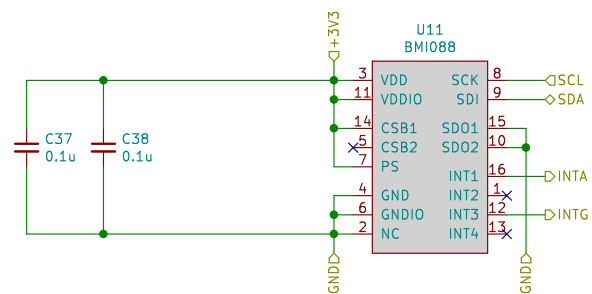 +3V3
U11
BMI088
3 VDD SCK 8 SCL
11 VDDIO SDI 9 SDA
14 CSB1 SDO1 15
5 CSB2 SDO2 10
7 PS
INT1 16 INTA
4 GND INT2 1
6 GNDIO INT3 12 INTG
2 NC INT4 13
C37
0.1u
C38
0.1u
GND
GND